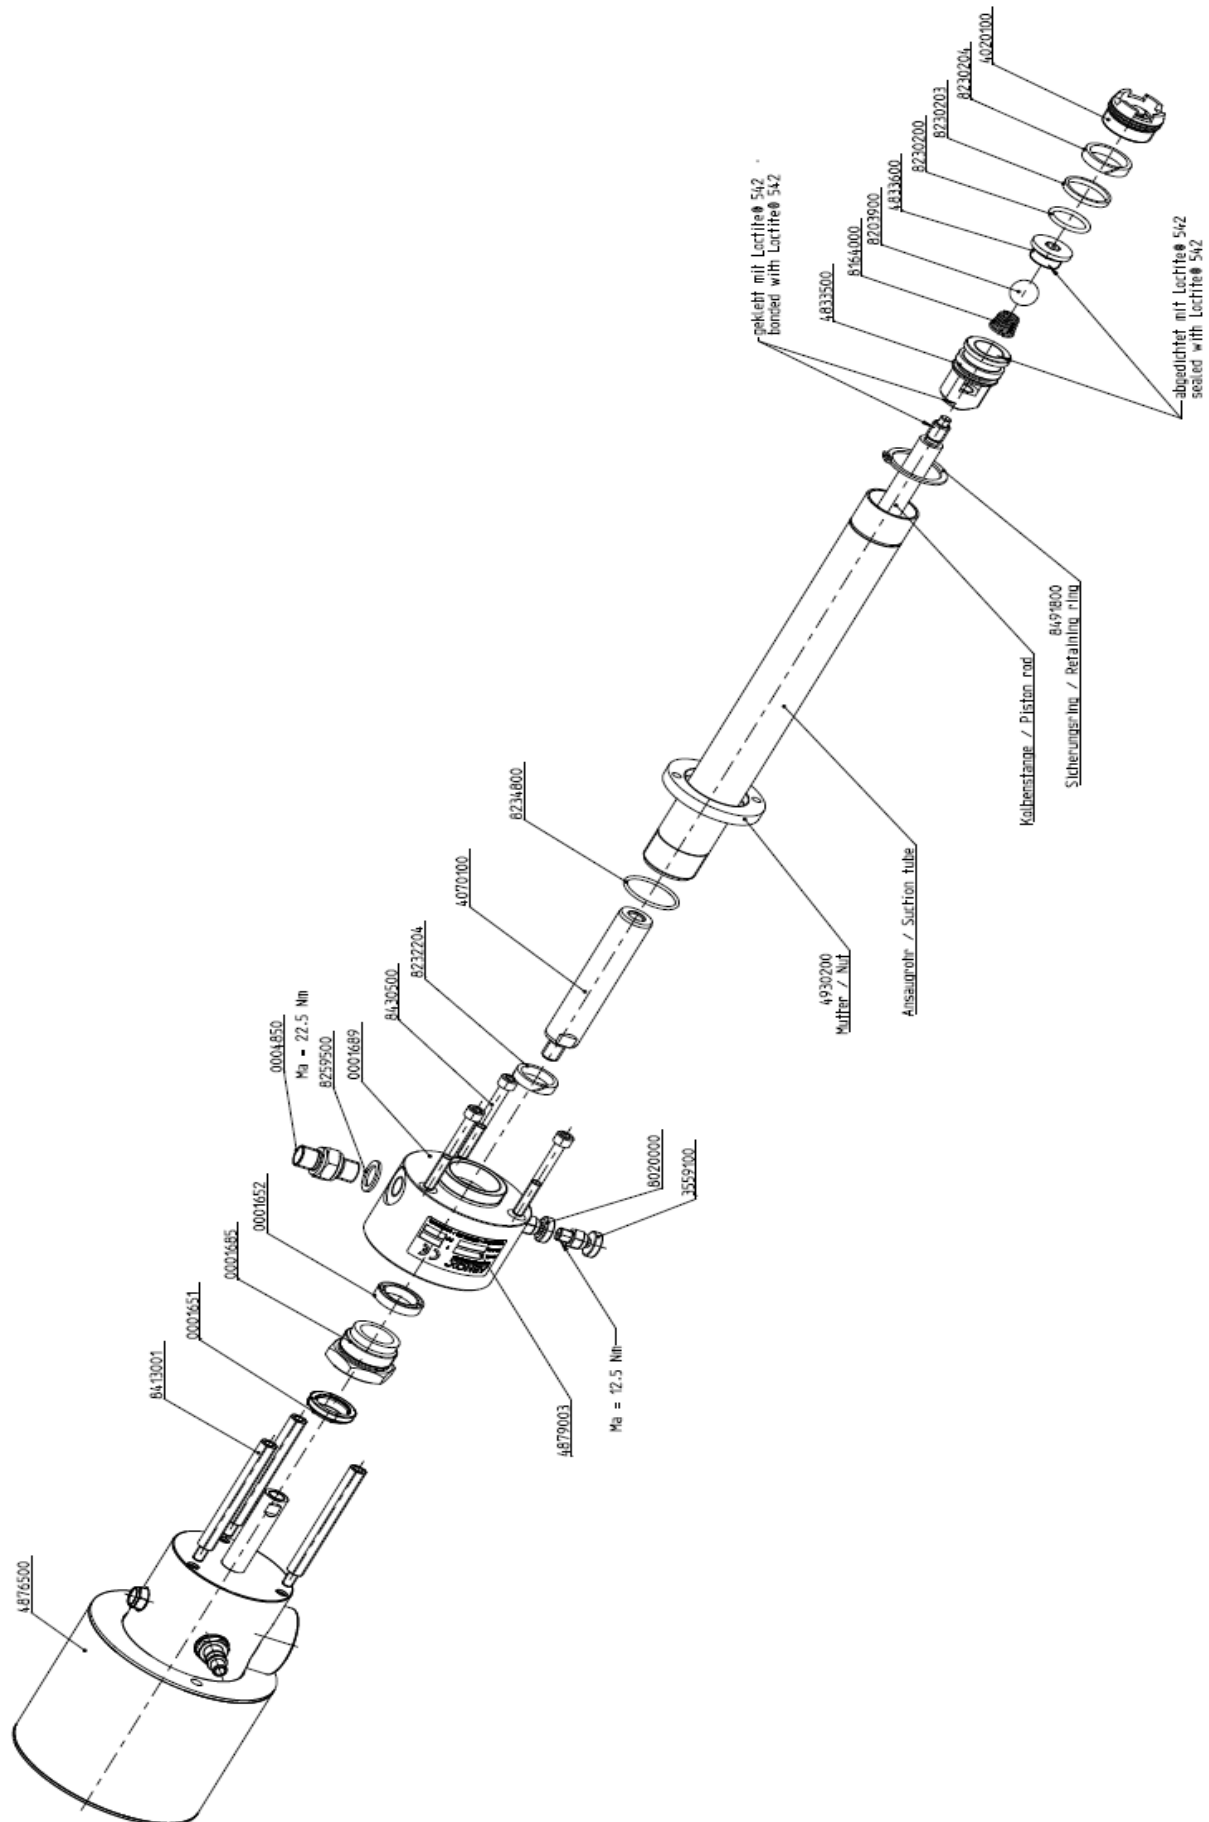 4020100
8230204
8230203
8230200
4833600
8203900
8164000
4833500
geklebt mit Loctite® 542
bonded with Loctite® 542
abgedichtet mit Loctite® 542
sealed with Loctite® 542
8491800
Sicherungsring / Retaining ring
Kolbenstange / Piston rod
Ansaugrohr / Suction tube
4930200
Mutter / Nut
8234800
4070100
8232204
8430500
0001689
8259500
Ma = 22.5 Nm
0004850
8020000
3559100
Ma = 12.5 Nm
4879003
0001652
0001685
0001651
8413001
4876500
CE